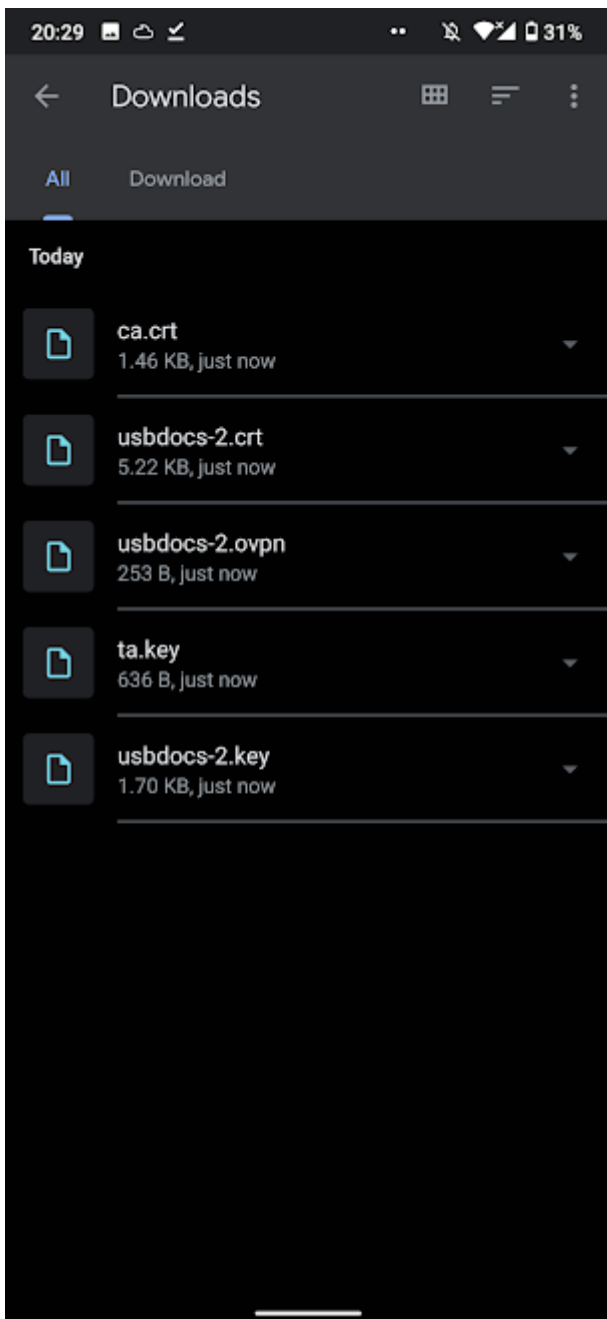 20:29 31%
Downloads
All Download
Today
ca.crt
1.46 KB, just now
usbdocs-2.crt
5.22 KB, just now
usbdocs-2.ovpn
253 B, just now
ta.key
636 B, just now
usbdocs-2.key
1.70 KB, just now